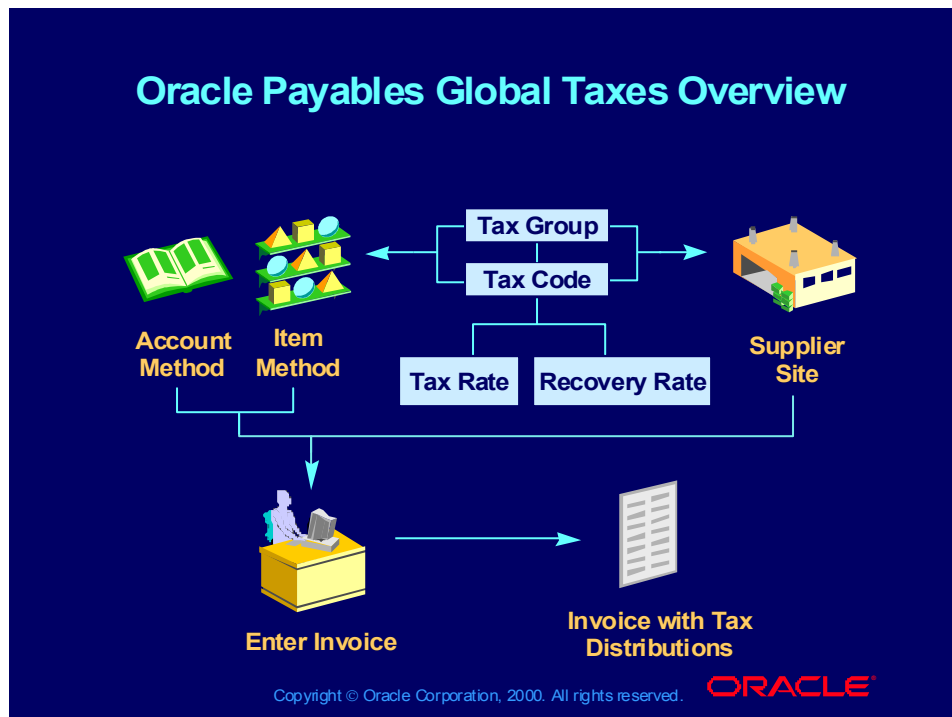 Oracle Payables Global Taxes Overview
Tax Group
Tax Code
Account
Method
Item
Method
Tax Rate
Recovery Rate
Supplier
Site
Enter Invoice
Invoice with Tax
Distributions
Copyright © Oracle Corporation, 2000. All rights reserved.
ORACLE®